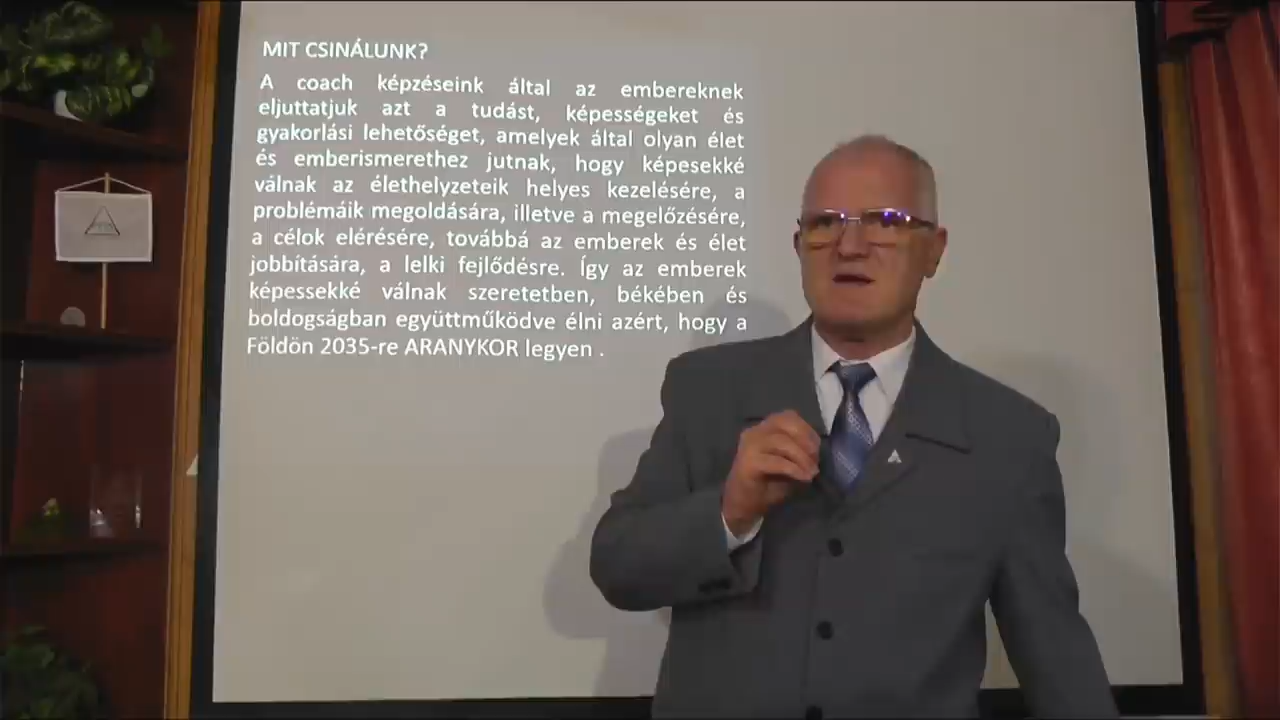 MIT CSINÁLUNK?
A coach képzéseink által az embereknek
eljuttatjuk azt a tudást, képességeket és
gyakorlási lehetőséget, amelyek által olyan élet
és emberismerethez jutnak, hogy képesekké
válnak az élethelyzeteik helyes kezelésére, a
problémáik megoldására, illetve a megelőzésére,
a célok elérésére, továbbá az emberek és élet
jobbítására, a lelki fejlődésre. Így az emberek
képessekké válnak szeretetben, békében és
boldogságban együttműködve élni azért, hogy a
Földön 2035-re ARANYKOR legyen .